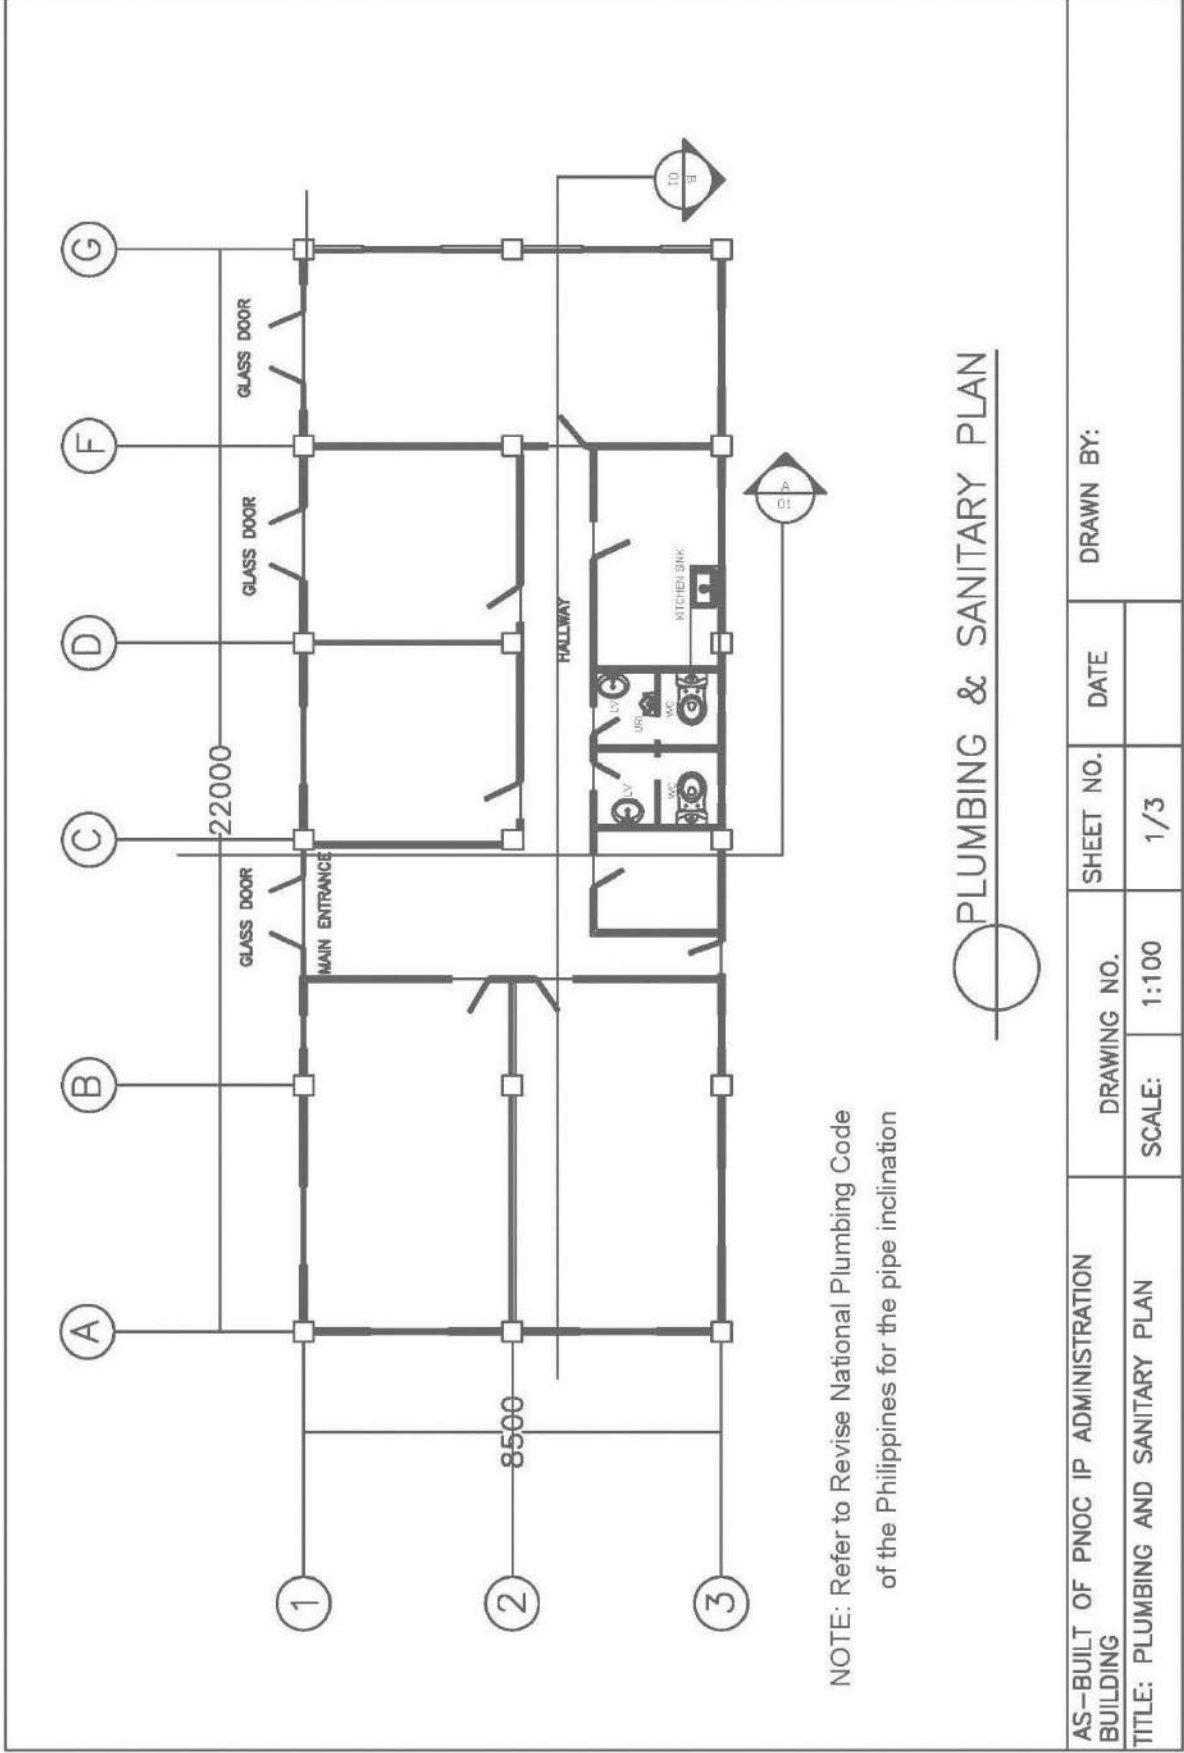 A
B
C
D
F
G
22000
GLASS DOOR
GLASS DOOR
GLASS DOOR
1
MAIN ENTRANCE
8500
2
HALLWAY
LV
LV
URI
WC
WC
KITCHEN SINK
B
01
3
A
01
NOTE: Refer to Revise National Plumbing Code
of the Philippines for the pipe inclination
PLUMBING & SANITARY PLAN
AS-BUILT OF PNOC IP ADMINISTRATION
BUILDING
DRAWING NO.
SHEET NO.
DATE
DRAWN BY:
TITLE: PLUMBING AND SANITARY PLAN
SCALE:
1:100
1/3